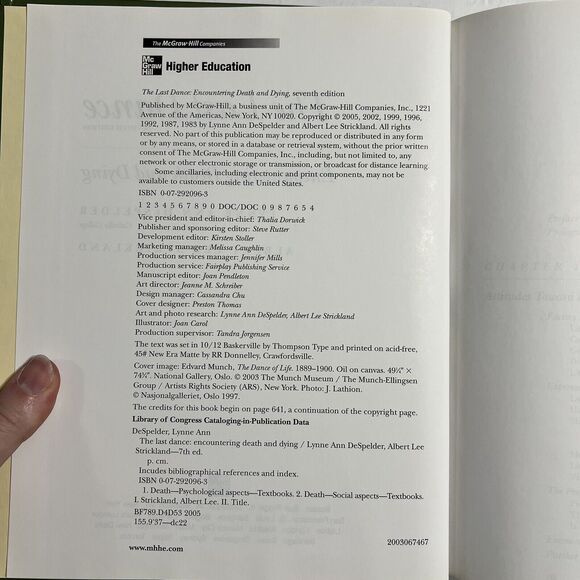 The McGraw·Hill Companies
Mc
Graw
Hill
Higher Education
The Last Dance: Encountering Death and Dying, seventh edition
Published by McGraw-Hill, a business unit of The McGraw-Hill Companies, Inc., 1221
Avenue of the Americas, New York, NY 10020. Copyright © 2005, 2002, 1999, 1996,
1992, 1987, 1983 by Lynne Ann DeSpelder and Albert Lee Strickland. All rights
reserved. No part of this publication may be reproduced or distributed in any form
or by any means, or stored in a database or retrieval system, without the prior written
consent of The McGraw-Hill Companies, Inc., including, but not limited to, any
network or other electronic storage or transmission, or broadcast for distance learning.
Some ancillaries, including electronic and print components, may not be
available to customers outside the United States.
ISBN 0-07-292096-3
1 2 3 4 5 6 7 8 9 0 DOC/DOC 0 9 8 7 6 5 4
Vice president and editor-in-chief: Thalia Dorwick
Publisher and sponsoring editor: Steve Rutter
Development editor: Kirsten Stoller
Marketing manager: Melissa Caughlin
Production services manager: Jennifer Mills
Production service: Fairplay Publishing Service
Manuscript editor: Joan Pendleton
Art director: Jeanne M. Schreiber
Design manager: Cassandra Chu
Cover designer: Preston Thomas
Art and photo research: Lynne Ann DeSpelder, Albert Lee Strickland
Illustrator: Joan Carol
Production supervisor: Tandra Jorgensen
The text was set in 10/12 Baskerville by Thompson Type and printed on acid-free,
45# New Era Matte by RR Donnelley, Crawfordsville.
Cover image: Edvard Munch, The Dance of Life. 1889–1900. Oil on canvas. 49¼" ×
74¾". National Gallery, Oslo. © 2003 The Munch Museum / The Munch-Ellingsen
Group / Artists Rights Society (ARS), New York. Photo: J. Lathion.
© Nasjonalgalleriet, Oslo 1997.
The credits for this book begin on page 641, a continuation of the copyright page.
Library of Congress Cataloging-in-Publication Data
DeSpelder, Lynne Ann
The last dance: encountering death and dying / Lynne Ann DeSpelder, Albert Lee
Strickland—7th ed.
p. cm.
Incudes bibliographical references and index.
ISBN 0-07-292096-3
1. Death—Psychological aspects—Textbooks. 2. Death—Social aspects—Textbooks.
I. Strickland, Albert Lee. II. Title.
BF789.D4D53 2005
155.9'37–dc22
2003067467
www.mhhe.com